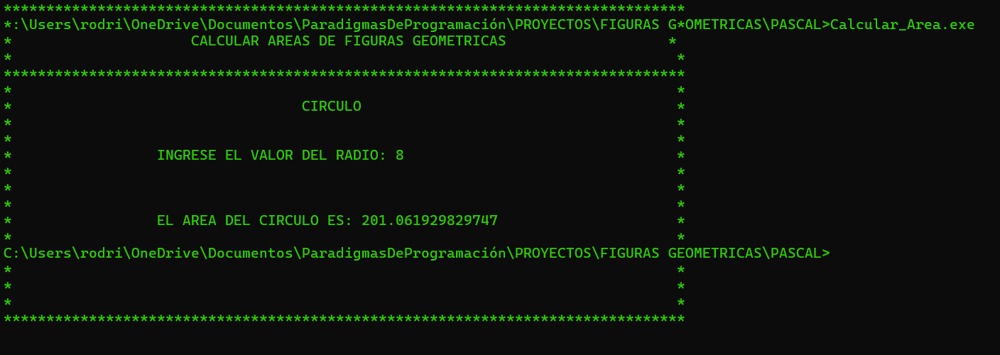 ********************************************************************************
*:\Users\rodri\OneDrive\Documentos\ParadigmasDeProgramación\PROYECTOS\FIGURAS G*OMETRICAS\PASCAL>Calcular_Area.exe
*                     CALCULAR AREAS DE FIGURAS GEOMETRICAS                   *
*                                                                              *
********************************************************************************
*                                                                              *
*                                  CIRCULO                                     *
*                                                                              *
*                                                                              *
*                 INGRESE EL VALOR DEL RADIO: 8                                *
*                                                                              *
*                                                                              *
*                                                                              *
*                 EL AREA DEL CIRCULO ES: 201.061929829747                     *
*                                                                              *
C:\Users\rodri\OneDrive\Documentos\ParadigmasDeProgramación\PROYECTOS\FIGURAS GEOMETRICAS\PASCAL>
*                                                                              *
*                                                                              *
*                                                                              *
********************************************************************************